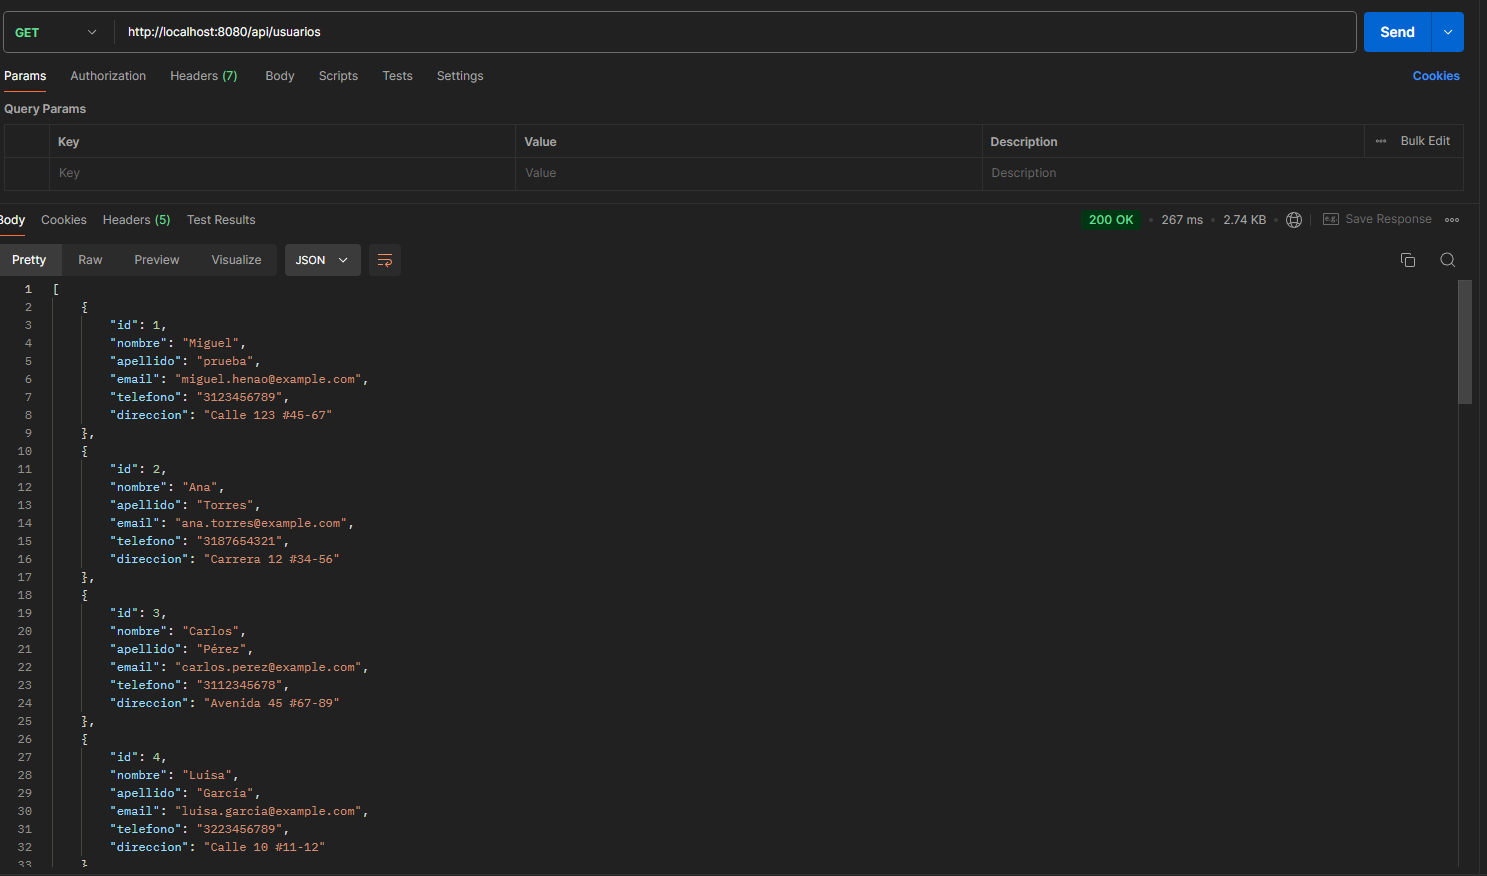 GET http://localhost:8080/api/usuarios Send
Params Authorization Headers (7) Body Scripts Tests Settings Cookies
Query Params
Key Value Description Bulk Edit
Key Value Description
Body Cookies Headers (5) Test Results 200 OK 267 ms 2.74 KB e.g. Save Response
Pretty Raw Preview Visualize JSON
1 [
2 {
3 "id": 1,
4 "nombre": "Miguel",
5 "apellido": "prueba",
6 "email": "miguel.henao@example.com",
7 "telefono": "3123456789",
8 "direccion": "Calle 123 #45-67"
9 },
10 {
11 "id": 2,
12 "nombre": "Ana",
13 "apellido": "Torres",
14 "email": "ana.torres@example.com",
15 "telefono": "3187654321",
16 "direccion": "Carrera 12 #34-56"
17 },
18 {
19 "id": 3,
20 "nombre": "Carlos",
21 "apellido": "Pérez",
22 "email": "carlos.perez@example.com",
23 "telefono": "3112345678",
24 "direccion": "Avenida 45 #67-89"
25 },
26 {
27 "id": 4,
28 "nombre": "Luisa",
29 "apellido": "García",
30 "email": "luisa.garcia@example.com",
31 "telefono": "3223456789",
32 "direccion": "Calle 10 #11-12"
33 }